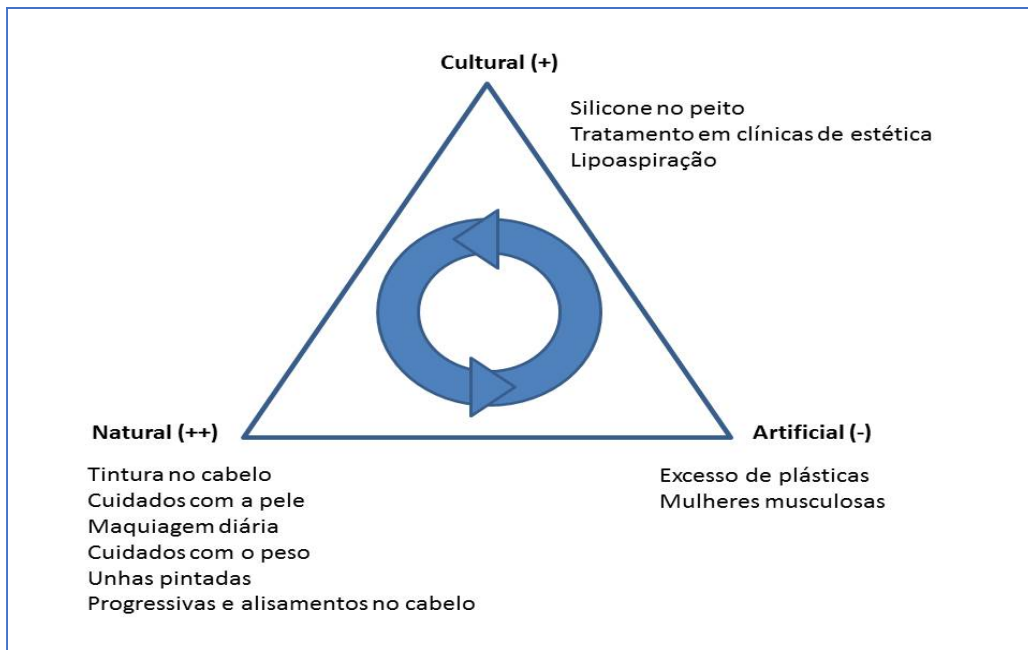 Cultural (+)
Silicone no peito
Tratamento em clínicas de estética
Lipoaspiração
Natural (++)
Tintura no cabelo
Cuidados com a pele
Maquiagem diária
Cuidados com o peso
Unhas pintadas
Progressivas e alisamentos no cabelo
Artificial (-)
Excesso de plásticas
Mulheres musculosas